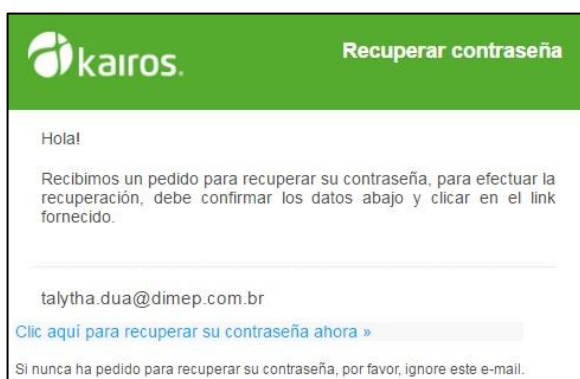 kairos.
Recuperar contraseña
Hola!
Recibimos un pedido para recuperar su contraseña, para efectuar la
recuperación, debe confirmar los datos abajo y clicar en el link
fornecido.
talytha.dua@dimep.com.br
Clic aquí para recuperar su contraseña ahora »
Si nunca ha pedido para recuperar su contraseña, por favor, ignore este e-mail.